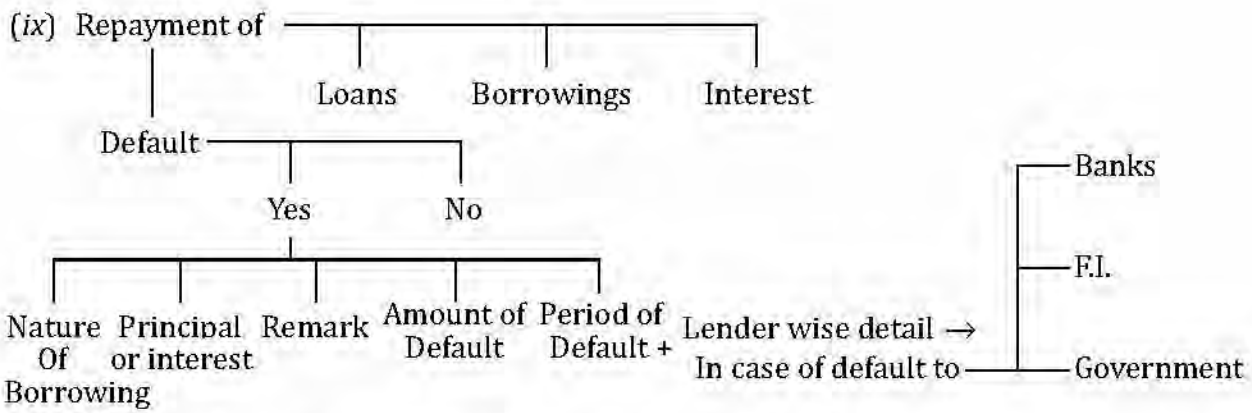 (ix) Repayment of
Loans Borrowings Interest
Default
Yes No
Banks
F.I.
Government
Nature Of Borrowing
Principal or interest
Remark
Amount of Default
Period of Default +
Lender wise detail →
In case of default to